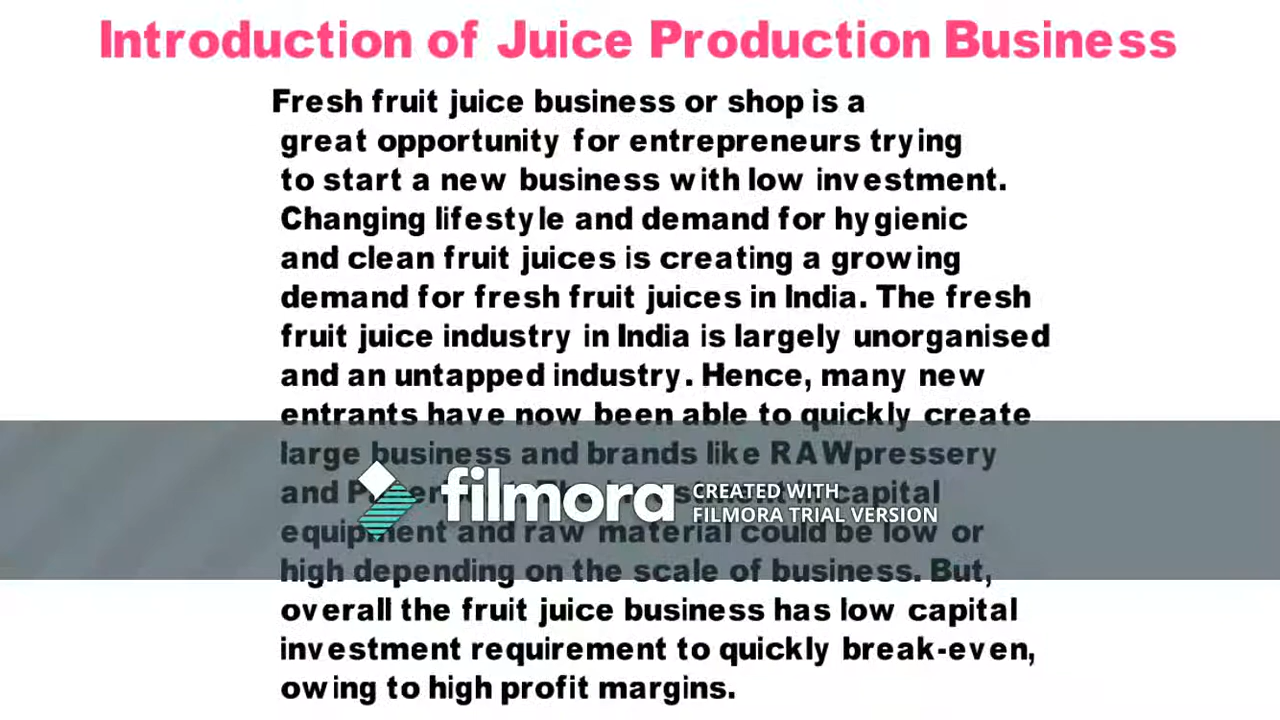 Introduction of Juice Production Business
Fresh fruit juice business or shop is a
great opportunity for entrepreneurs trying
to start a new business with low investment.
Changing lifestyle and demand for hygienic
and clean fruit juices is creating a growing
demand for fresh fruit juices in India. The fresh
fruit juice industry in India is largely unorganised
and an untapped industry. Hence, many new
entrants have now been able to quickly create
large business and brands like RAWpressery
and capital
filmora
CREATED WITH
FILMORA TRIAL VERSION
equipment and raw material could be low or
high depending on the scale of business. But,
overall the fruit juice business has low capital
investment requirement to quickly break-even,
owing to high profit margins.